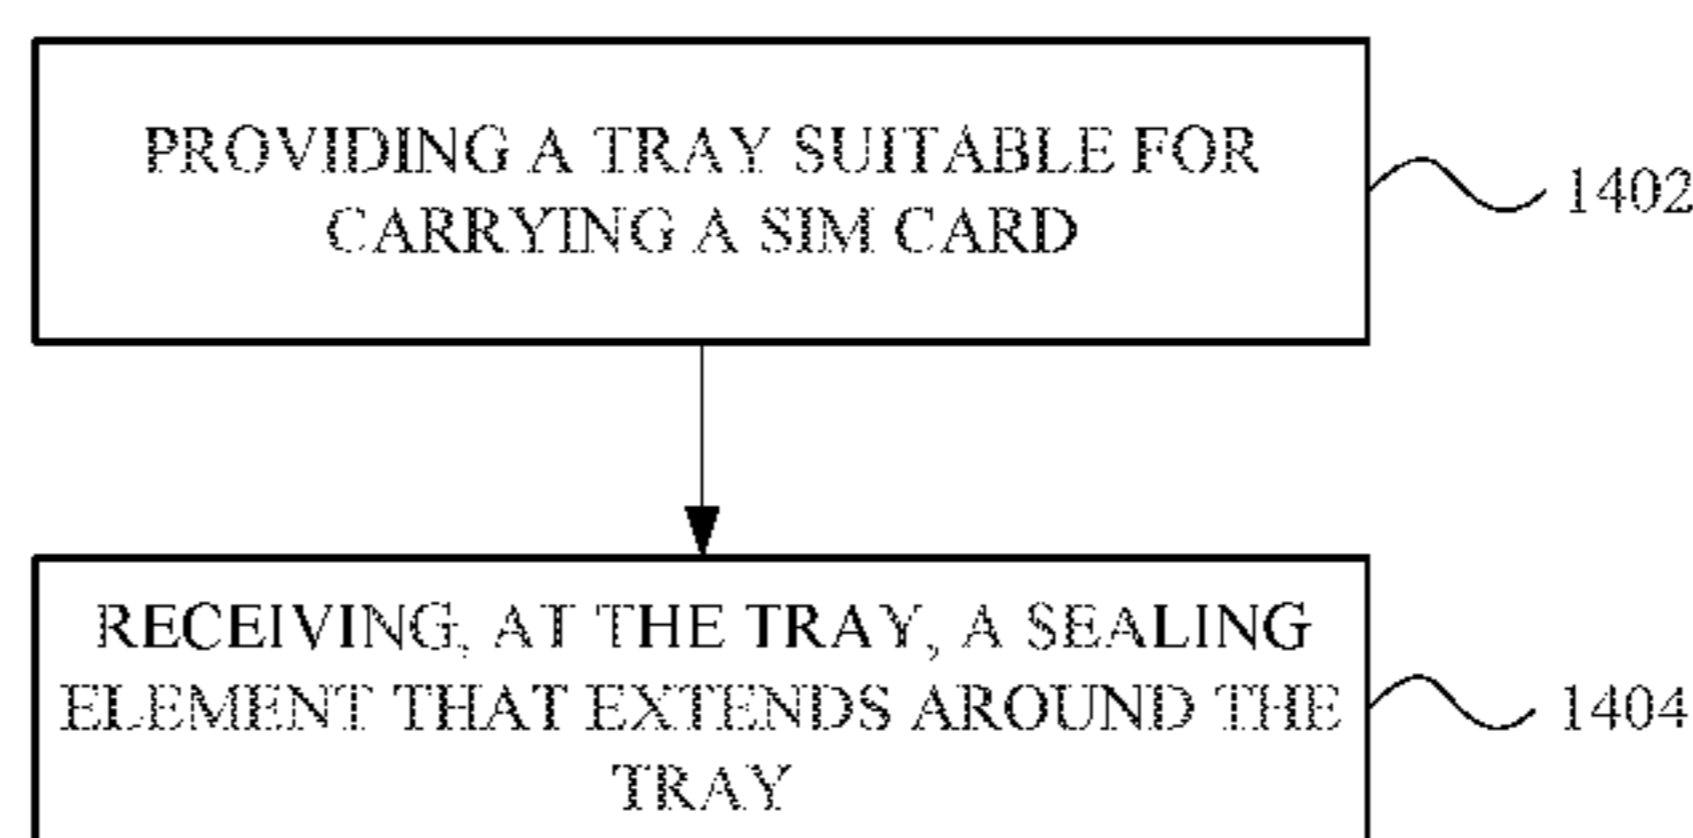 PROVIDING A TRAY SUITABLE FOR
CARRYING A SIM CARD
1402
RECEIVING, AT THE TRAY, A SEALING
ELEMENT THAT EXTENDS AROUND THE
TRAY
1404